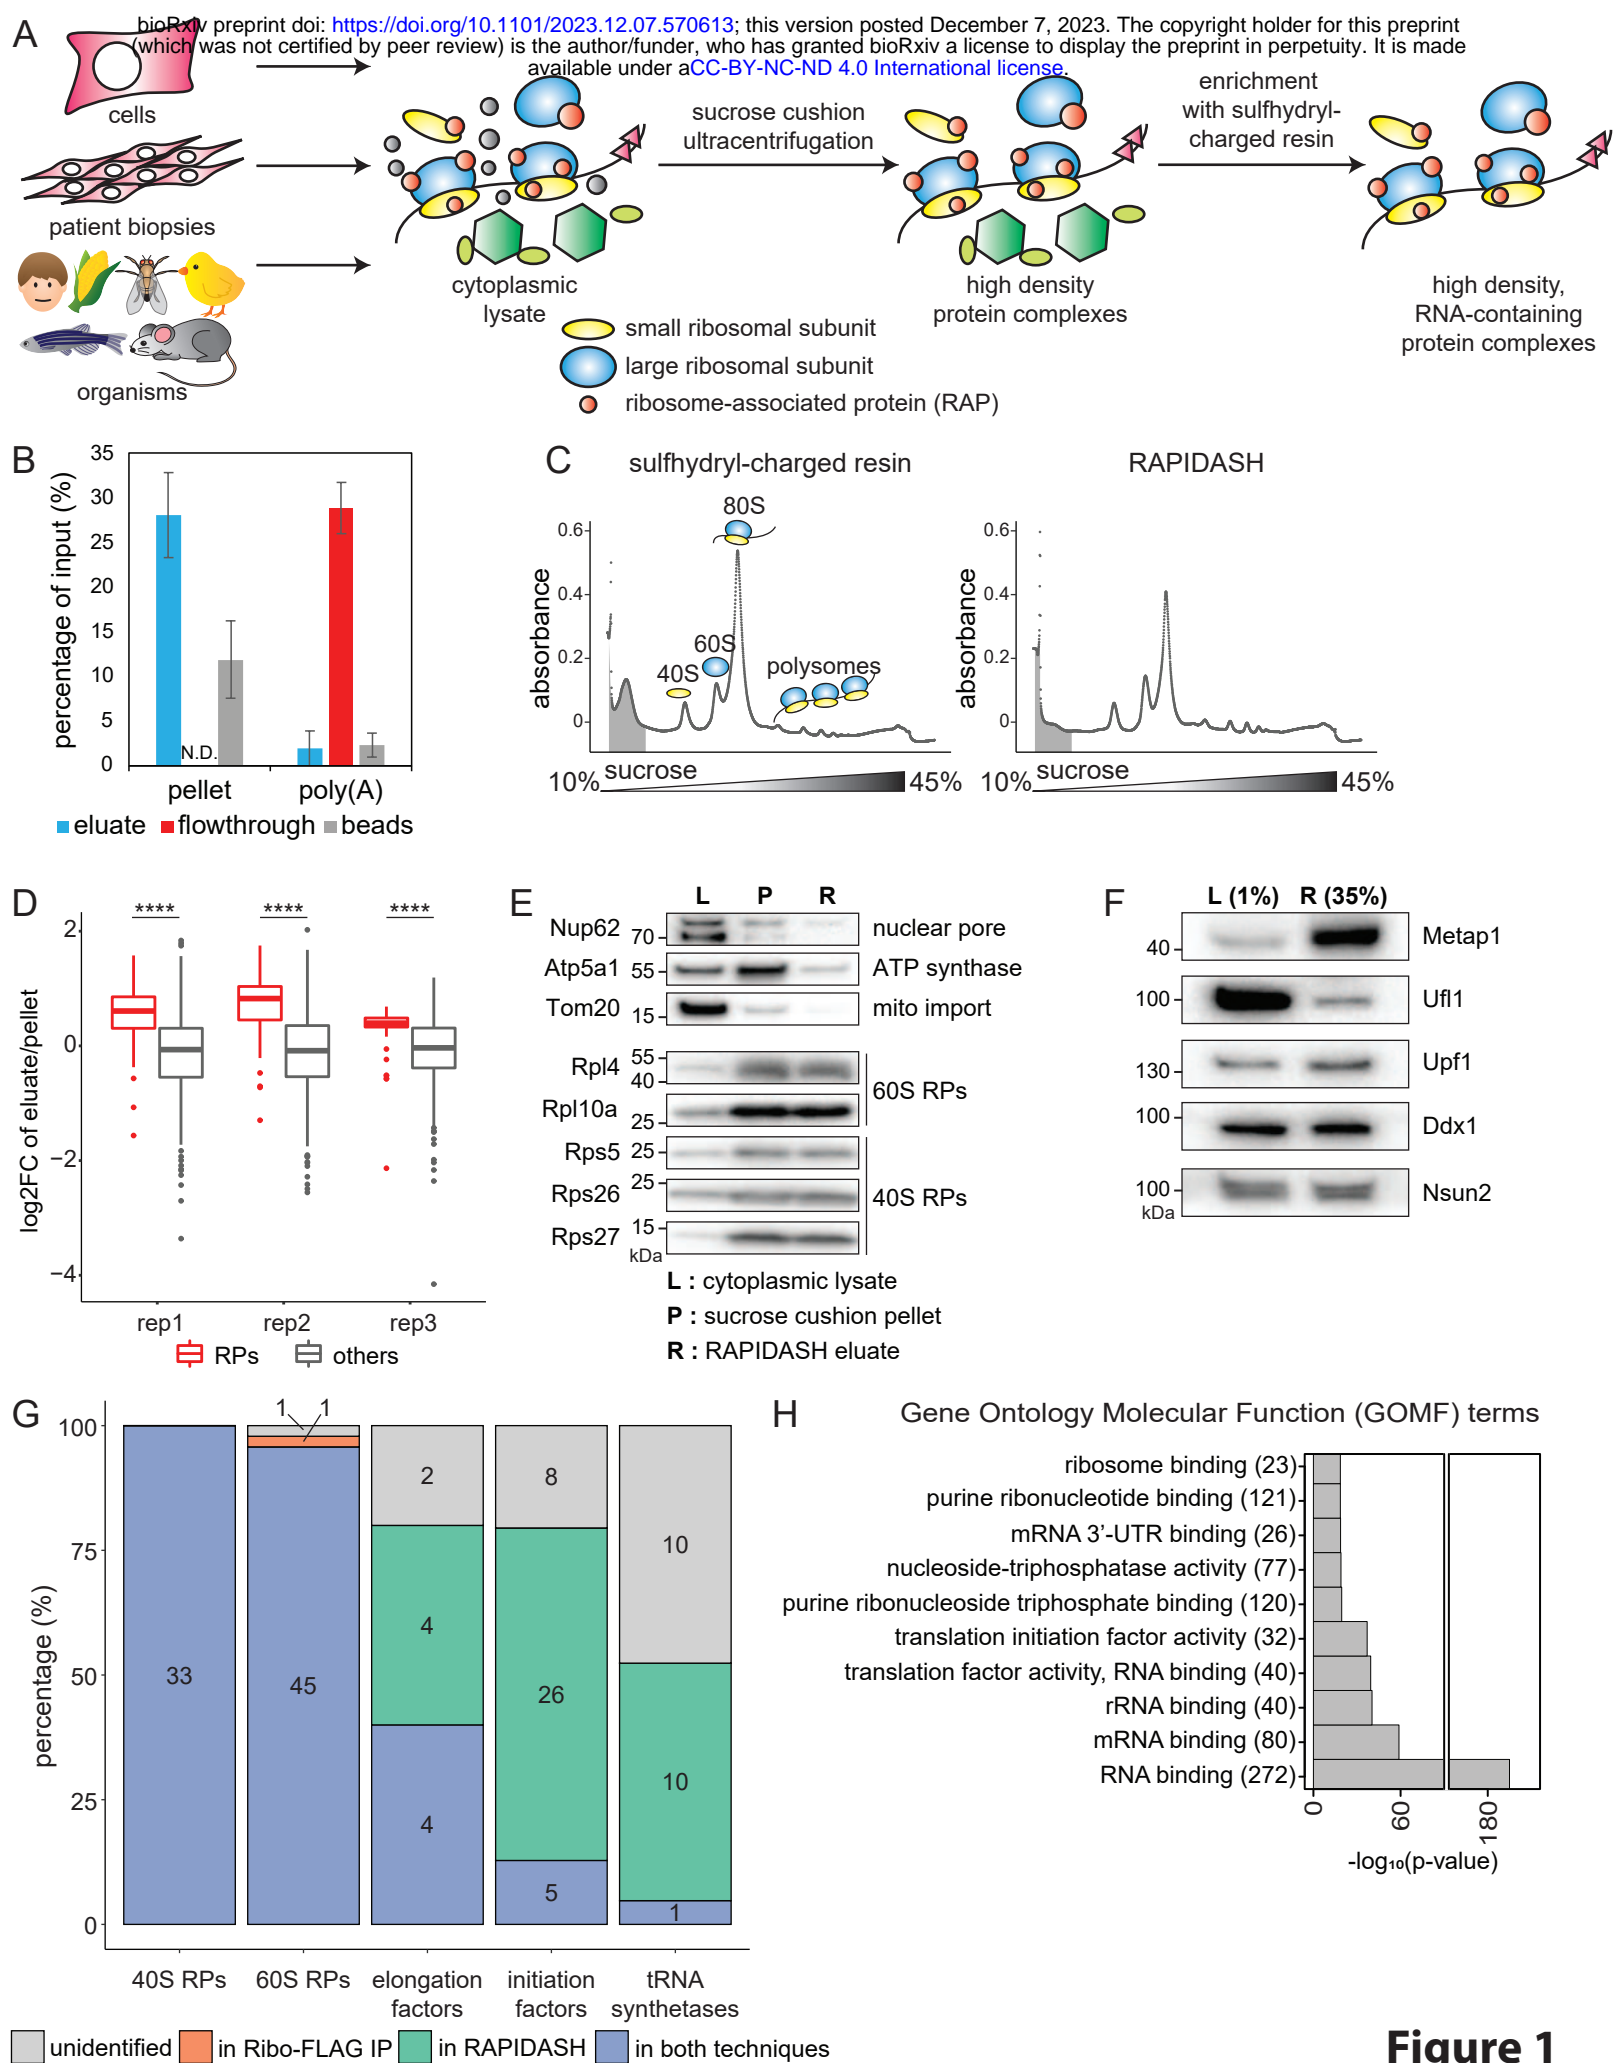 bioRxiv preprint doi: https://doi.org/10.1101/2023.12.07.570613; this version posted December 7, 2023. The copyright holder for this preprint
(which was not certified by peer review) is the author/funder, who has granted bioRxiv a license to display the preprint in perpetuity. It is made
available under aCC-BY-NC-ND 4.0 International license.
A
cells
patient biopsies
organisms
cytoplasmic
lysate
sucrose cushion
ultracentrifugation
high density
protein complexes
enrichment
with sulfhydryl-
charged resin
high density,
RNA-containing
protein complexes
small ribosomal subunit
large ribosomal subunit
ribosome-associated protein (RAP)
B
percentage of input (%)
35
30
25
20
15
10
5
0
N.D.
pellet
poly(A)
eluate
flowthrough
beads
C
sulfhydryl-charged resin
absorbance
0.6
0.4
0.2
0
40S
60S
80S
polysomes
10%
sucrose
45%
RAPIDASH
absorbance
0.6
0.4
0.2
0
10%
sucrose
45%
D
log2FC of eluate/pellet
2
0
−2
−4
****
****
****
rep1
rep2
rep3
RPs
others
E
L P R
Nup62 70 nuclear pore
Atp5a1 55 ATP synthase
Tom20 15 mito import
Rpl4 55 40
Rpl10a 25
60S RPs
Rps5 25
Rps26 25
Rps27 15
40S RPs
kDa
L : cytoplasmic lysate
P : sucrose cushion pellet
R : RAPIDASH eluate
F
L (1%) R (35%)
40 Metap1
100 Ufl1
130 Upf1
100 Ddx1
100 Nsun2
kDa
G
percentage (%)
100
75
50
25
0
33
1 1
45
2
4
4
8
26
5
10
10
1
40S RPs
60S RPs
elongation
factors
initiation
factors
tRNA
synthetases
unidentified
in Ribo-FLAG IP
in RAPIDASH
in both techniques
H
Gene Ontology Molecular Function (GOMF) terms
ribosome binding (23)
purine ribonucleotide binding (121)
mRNA 3’-UTR binding (26)
nucleoside-triphosphatase activity (77)
purine ribonucleoside triphosphate binding (120)
translation initiation factor activity (32)
translation factor activity, RNA binding (40)
rRNA binding (40)
mRNA binding (80)
RNA binding (272)
0
60
180
-log₁₀(p-value)
Figure 1